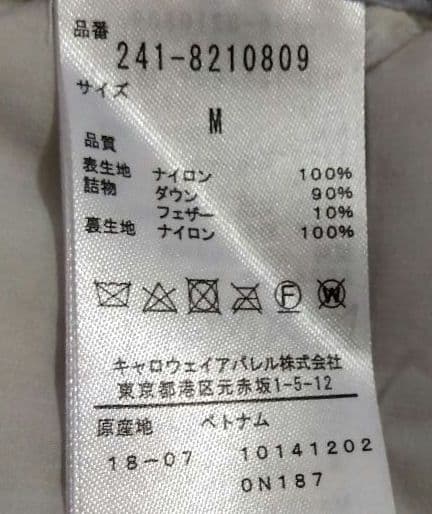 品番
241-8210809
サイズ
M
品質
表生地 ナイロン 100%
詰物 ダウン 90%
フェザー 10%
裏生地 ナイロン 100%
F W
キャロウェイアパレル株式会社
東京都港区元赤坂1-5-12
原産地 ベトナム
18-07 10141202
0N187